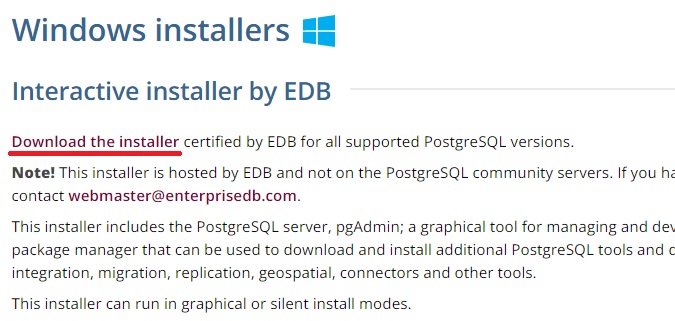 Windows installers
Interactive installer by EDB
Download the installer certified by EDB for all supported PostgreSQL versions.
Note! This installer is hosted by EDB and not on the PostgreSQL community servers. If you ha
contact webmaster@enterprisedb.com.
This installer includes the PostgreSQL server, pgAdmin; a graphical tool for managing and dev
package manager that can be used to download and install additional PostgreSQL tools and d
integration, migration, replication, geospatial, connectors and other tools.
This installer can run in graphical or silent install modes.